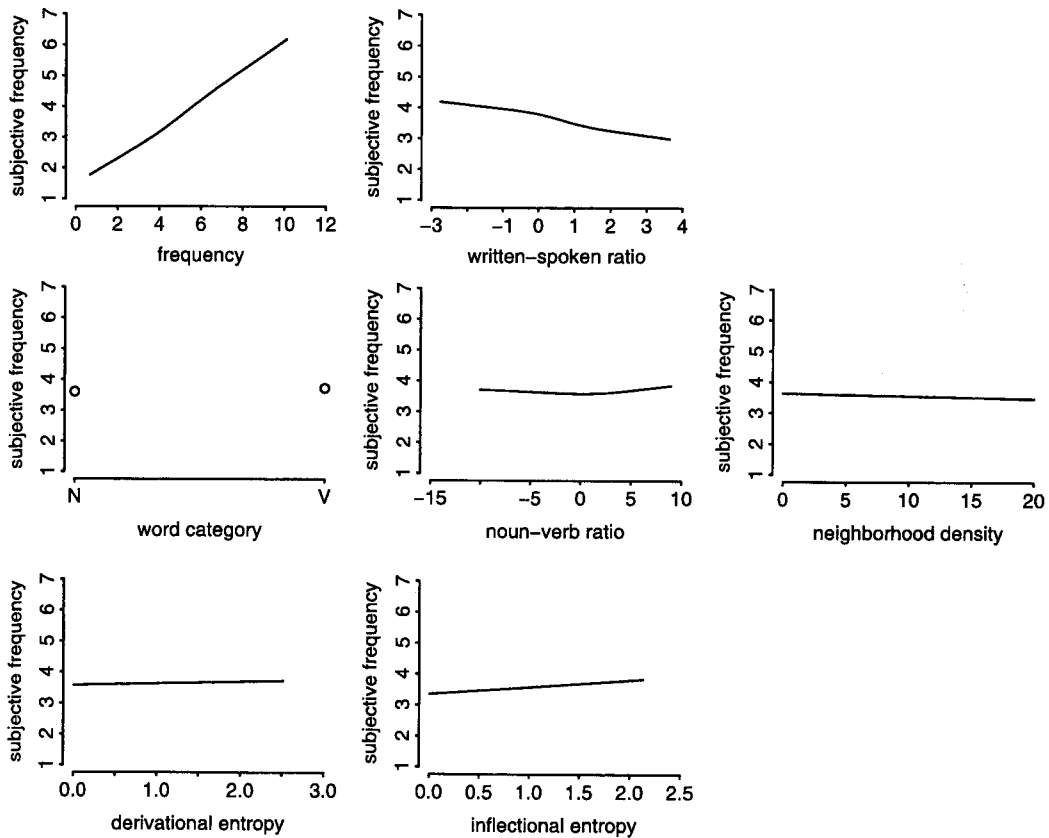 subjective frequency
1 2 3 4 5 6 7
0 2 4 6 8 10 12
frequency
subjective frequency
1 2 3 4 5 6 7
−3 −1 0 1 2 3 4
written−spoken ratio
subjective frequency
1 2 3 4 5 6 7
N V
word category
subjective frequency
1 2 3 4 5 6 7
−15 −5 0 5 10
noun−verb ratio
subjective frequency
1 2 3 4 5 6 7
0 5 10 15 20
neighborhood density
subjective frequency
1 2 3 4 5 6 7
0.0 1.0 2.0 3.0
derivational entropy
subjective frequency
1 2 3 4 5 6 7
0.0 0.5 1.0 1.5 2.0 2.5
inflectional entropy